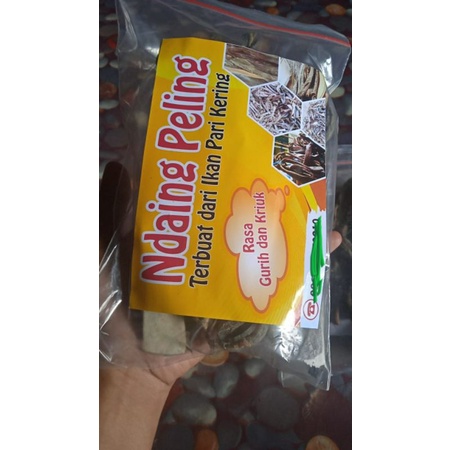 Ndaing Peling
Terbuat dari Ikan Pari Kering
Rasa
Gurih dan Kriuk